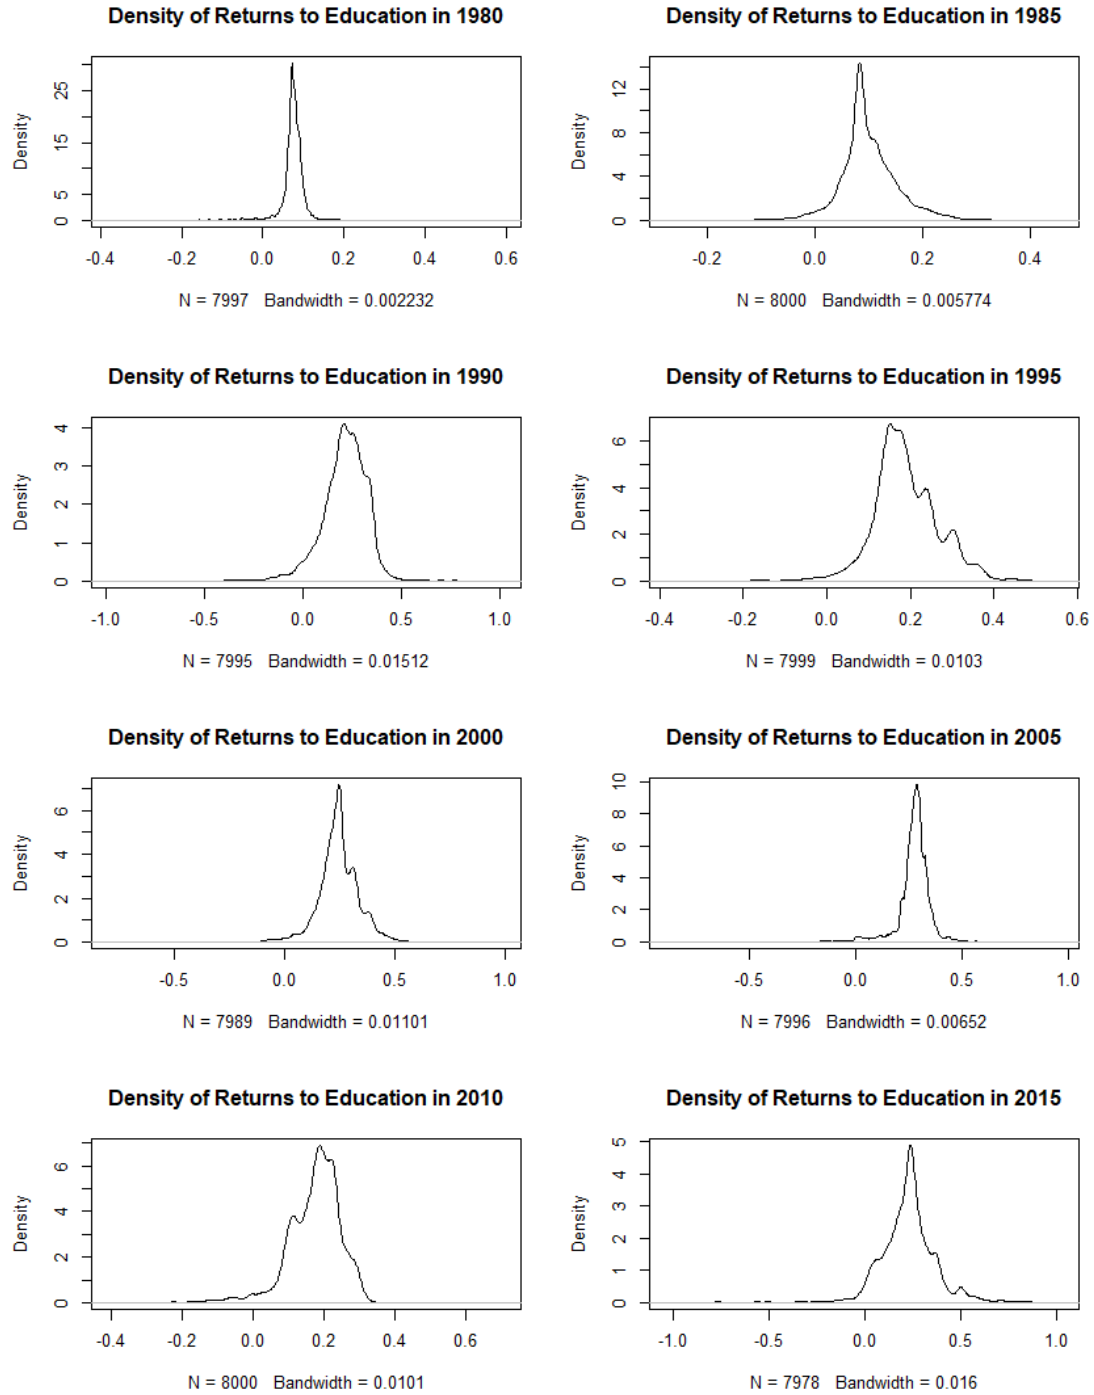 Density of Returns to Education in 1980
Density
0 5 15 25
-0.4 -0.2 0.0 0.2 0.4 0.6
N = 7997 Bandwidth = 0.002232
Density of Returns to Education in 1985
Density
0 4 8 12
-0.2 0.0 0.2 0.4
N = 8000 Bandwidth = 0.005774
Density of Returns to Education in 1990
Density
0 1 2 3 4
-1.0 -0.5 0.0 0.5 1.0
N = 7995 Bandwidth = 0.01512
Density of Returns to Education in 1995
Density
0 2 4 6
-0.4 -0.2 0.0 0.2 0.4 0.6
N = 7999 Bandwidth = 0.0103
Density of Returns to Education in 2000
Density
0 2 4 6
-0.5 0.0 0.5 1.0
N = 7989 Bandwidth = 0.01101
Density of Returns to Education in 2005
Density
0 2 4 6 8 10
-0.5 0.0 0.5 1.0
N = 7996 Bandwidth = 0.00652
Density of Returns to Education in 2010
Density
0 2 4 6
-0.4 -0.2 0.0 0.2 0.4 0.6
N = 8000 Bandwidth = 0.0101
Density of Returns to Education in 2015
Density
0 1 2 3 4 5
-1.0 -0.5 0.0 0.5 1.0
N = 7978 Bandwidth = 0.016